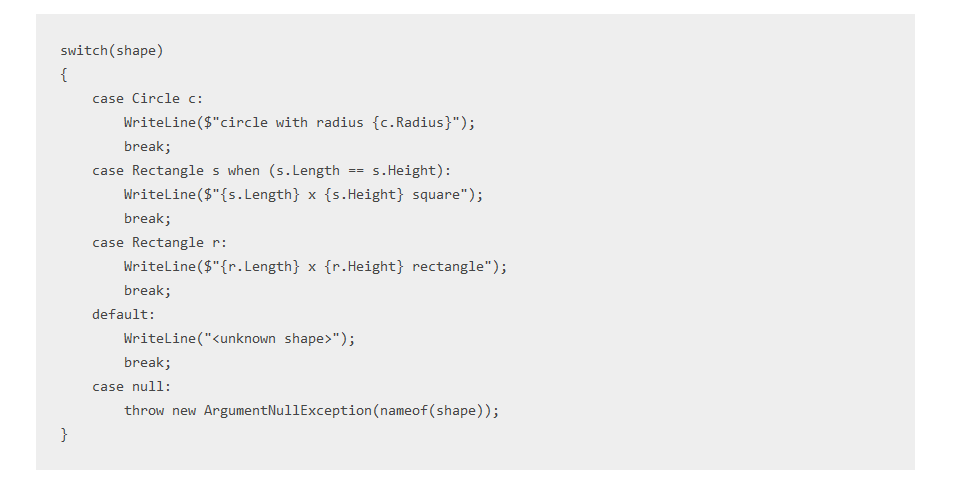 switch(shape)
{
    case Circle c:
        WriteLine($"circle with radius {c.Radius}");
        break;
    case Rectangle s when (s.Length == s.Height):
        WriteLine($"{s.Length} x {s.Height} square");
        break;
    case Rectangle r:
        WriteLine($"{r.Length} x {r.Height} rectangle");
        break;
    default:
        WriteLine("<unknown shape>");
        break;
    case null:
        throw new ArgumentNullException(nameof(shape));
}